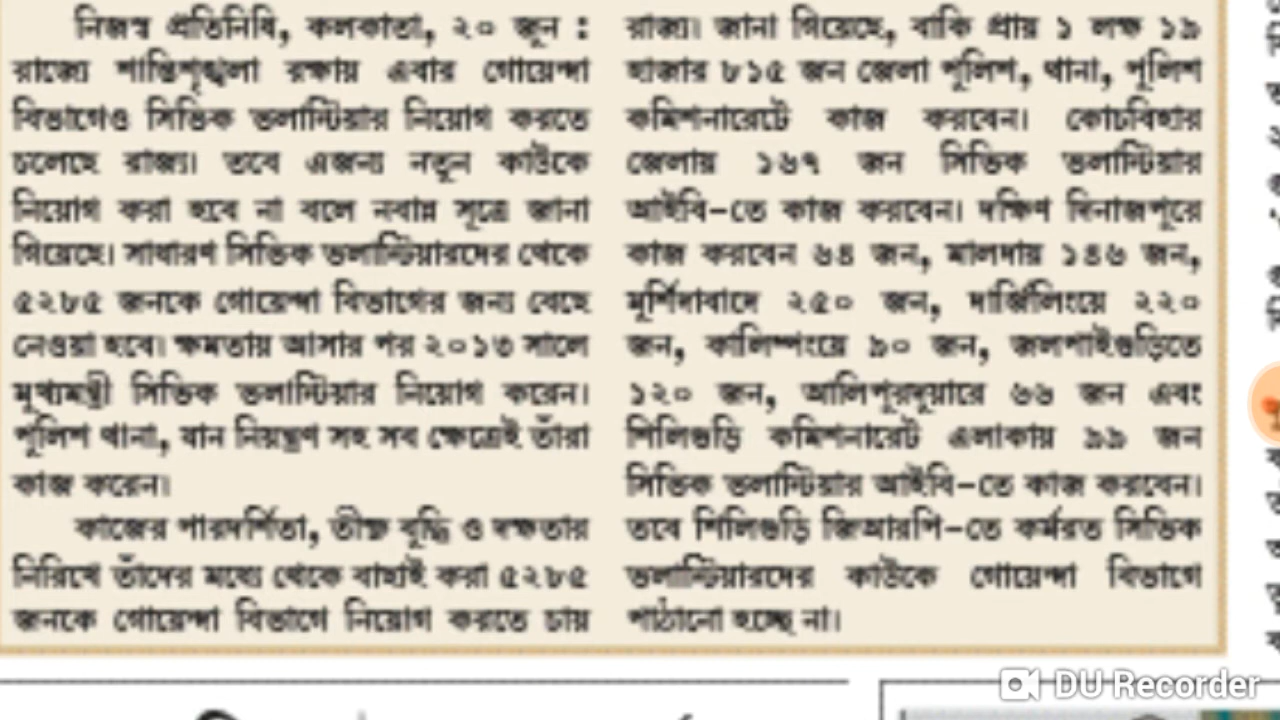 নিজস্ব প্রতিনিধি, কলকাতা, ২০ জুন :
রাজ্যে শান্তিশৃঙ্খলা রক্ষায় এবার গোয়েন্দা
বিভাগেও সিভিক ভলান্টিয়ার নিয়োগ করতে
চলেছে রাজ্য। তবে এজন্য নতুন কাউকে
নিয়োগ করা হবে না বলে নবান্ন সূত্রে জানা
গিয়েছে। সাধারণ সিভিক ভলান্টিয়ারদের থেকে
৫২৮৫ জনকে গোয়েন্দা বিভাগের জন্য বেছে
নেওয়া হবে। ক্ষমতায় আসার পর ২০১৩ সালে
মুখ্যমন্ত্রী সিভিক ভলান্টিয়ার নিয়োগ করেন।
পুলিশ থানা, যান নিয়ন্ত্রণ সহ সব ক্ষেত্রেই তাঁরা
কাজ করেন।
কাজের পারদর্শিতা, তীক্ষ্ণ বুদ্ধি ও দক্ষতার
নিরিখে তাঁদের মধ্যে থেকে বাছাই করা ৫২৮৫
জনকে গোয়েন্দা বিভাগে নিয়োগ করতে চায়
রাজ্য। জানা গিয়েছে, বাকি প্রায় ১ লক্ষ ১৯
হাজার ৮১৫ জন জেলা পুলিশ, থানা, পুলিশ
কমিশনারেটে কাজ করবেন। কোচবিহার
জেলায় ১৬৭ জন সিভিক ভলান্টিয়ার
আইবি-তে কাজ করবেন। দক্ষিণ দিনাজপুরে
কাজ করবেন ৬৪ জন, মালদায় ১৪৬ জন,
মুর্শিদাবাদে ২৫০ জন, দার্জিলিংয়ে ২২০
জন, কালিম্পংয়ে ৯০ জন, জলপাইগুড়িতে
১২০ জন, আলিপুরদুয়ারে ৬৬ জন এবং
শিলিগুড়ি কমিশনারেট এলাকায় ৯৯ জন
সিভিক ভলান্টিয়ার আইবি-তে কাজ করবেন।
তবে শিলিগুড়ি জিআরপি-তে কর্মরত সিভিক
ভলান্টিয়ারদের কাউকে গোয়েন্দা বিভাগে
পাঠানো হচ্ছে না।
DU Recorder